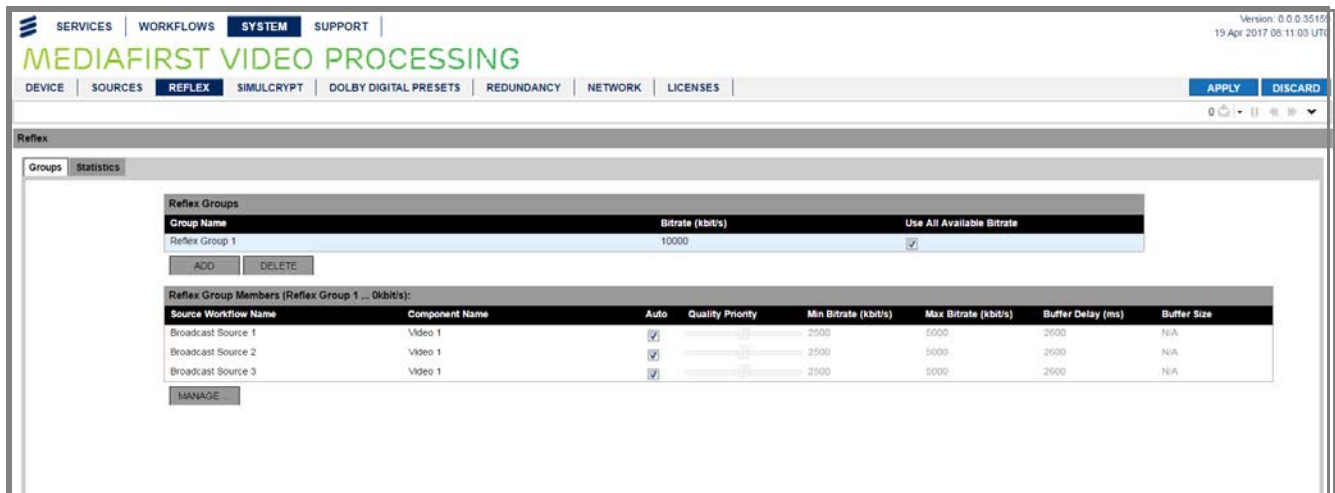 SERVICES WORKFLOWS SYSTEM SUPPORT
Version: 0.0.0.35159
19 Apr 2017 08:11:03 UTC
MEDIAFIRST VIDEO PROCESSING
DEVICE SOURCES REFLEX SIMULCRYPT DOLBY DIGITAL PRESETS REDUNDANCY NETWORK LICENSES APPLY DISCARD
0
Reflex
Groups Statistics
Reflex Groups
Group Name Bitrate (kbit/s) Use All Available Bitrate
Reflex Group 1 10000
ADD DELETE
Reflex Group Members (Reflex Group 1 ... 0kbit/s):
Source Workflow Name Component Name Auto Quality Priority Min Bitrate (kbit/s) Max Bitrate (kbit/s) Buffer Delay (ms) Buffer Size
Broadcast Source 1 Video 1 2500 5000 2600 N/A
Broadcast Source 2 Video 1 2500 5000 2600 N/A
Broadcast Source 3 Video 1 2500 5000 2600 N/A
MANAGE ...